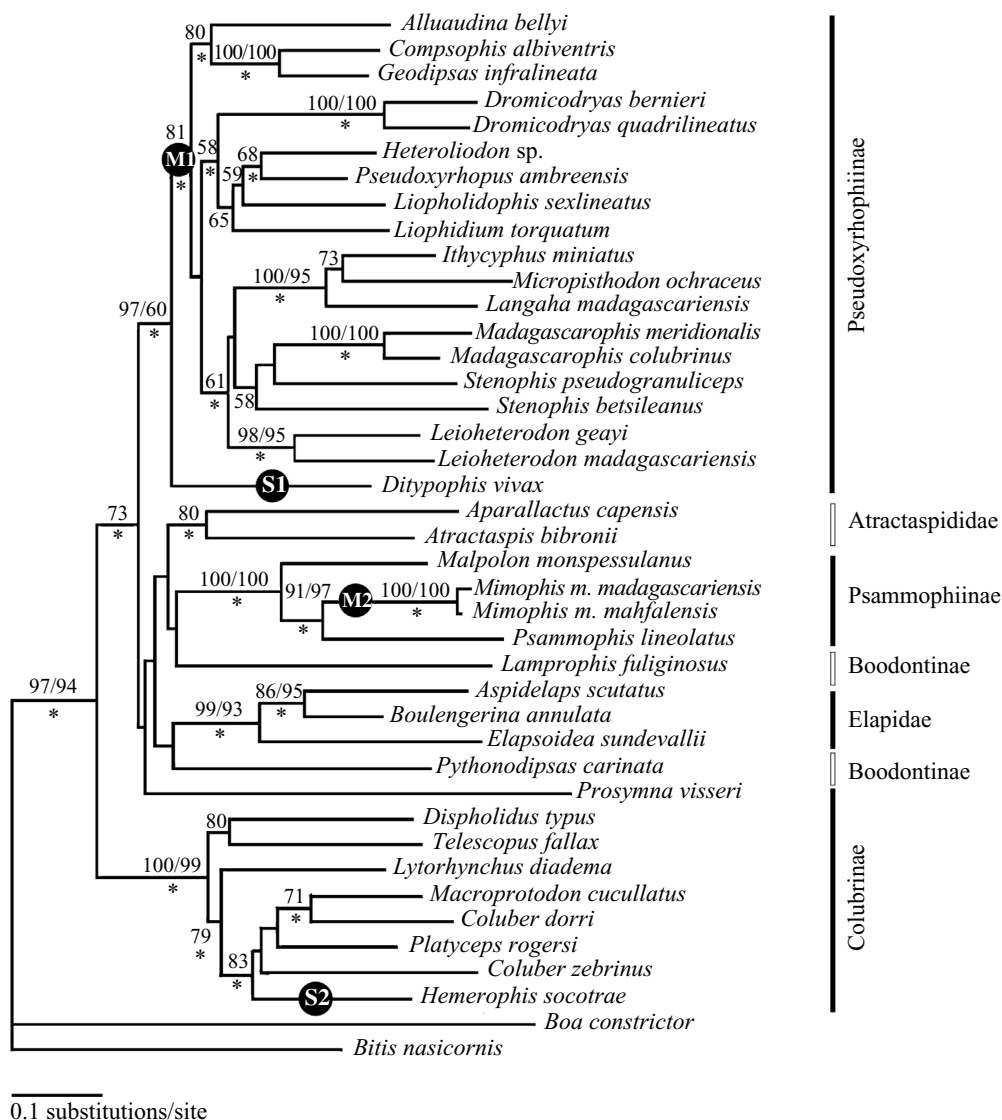 80
*
Alluaudina bellyi
100/100
*
Compsophis albiventris
Geodipsas infralineata
100/100
*
Dromicodryas bernieri
Dromicodryas quadrilineatus
81
M1
*
58
*
68
*
59
65
Heteroliodon sp.
Pseudoxyrhopus ambreensis
Liopholidophis sexlineatus
Liophidium torquatum
73
Ithycyphus miniatus
100/95
*
Micropisthodon ochraceus
Langaha madagascariensis
97/60
*
100/100
*
Madagascarophis meridionalis
Madagascarophis colubrinus
61
*
58
Stenophis pseudogranuliceps
Stenophis betsileanus
98/95
*
Leioheterodon geayi
Leioheterodon madagascariensis
S1
Ditypophis vivax
Pseudoxyrhophiinae
73
*
80
*
Aparallactus capensis
Atractaspis bibronii
Atractaspididae
100/100
*
Malpolon monspessulanus
91/97
*
M2
100/100
*
Mimophis m. madagascariensis
Mimophis m. mahfalensis
Psammophis lineolatus
Psammophiinae
Lamprophis fuliginosus
Boodontinae
97/94
*
86/95
*
Aspidelaps scutatus
99/93
*
Boulengerina annulata
Elapsoidea sundevallii
Elapidae
Pythonodipsas carinata
Boodontinae
Prosymna visseri
80
Dispholidus typus
Telescopus fallax
100/99
*
Lytorhynchus diadema
79
*
71
*
Macroprotodon cucullatus
Coluber dorri
Platyceps rogersi
83
*
Coluber zebrinus
S2
Hemerophis socotrae
Colubrinae
Boa constrictor
Bitis nasicornis
0.1 substitutions/site